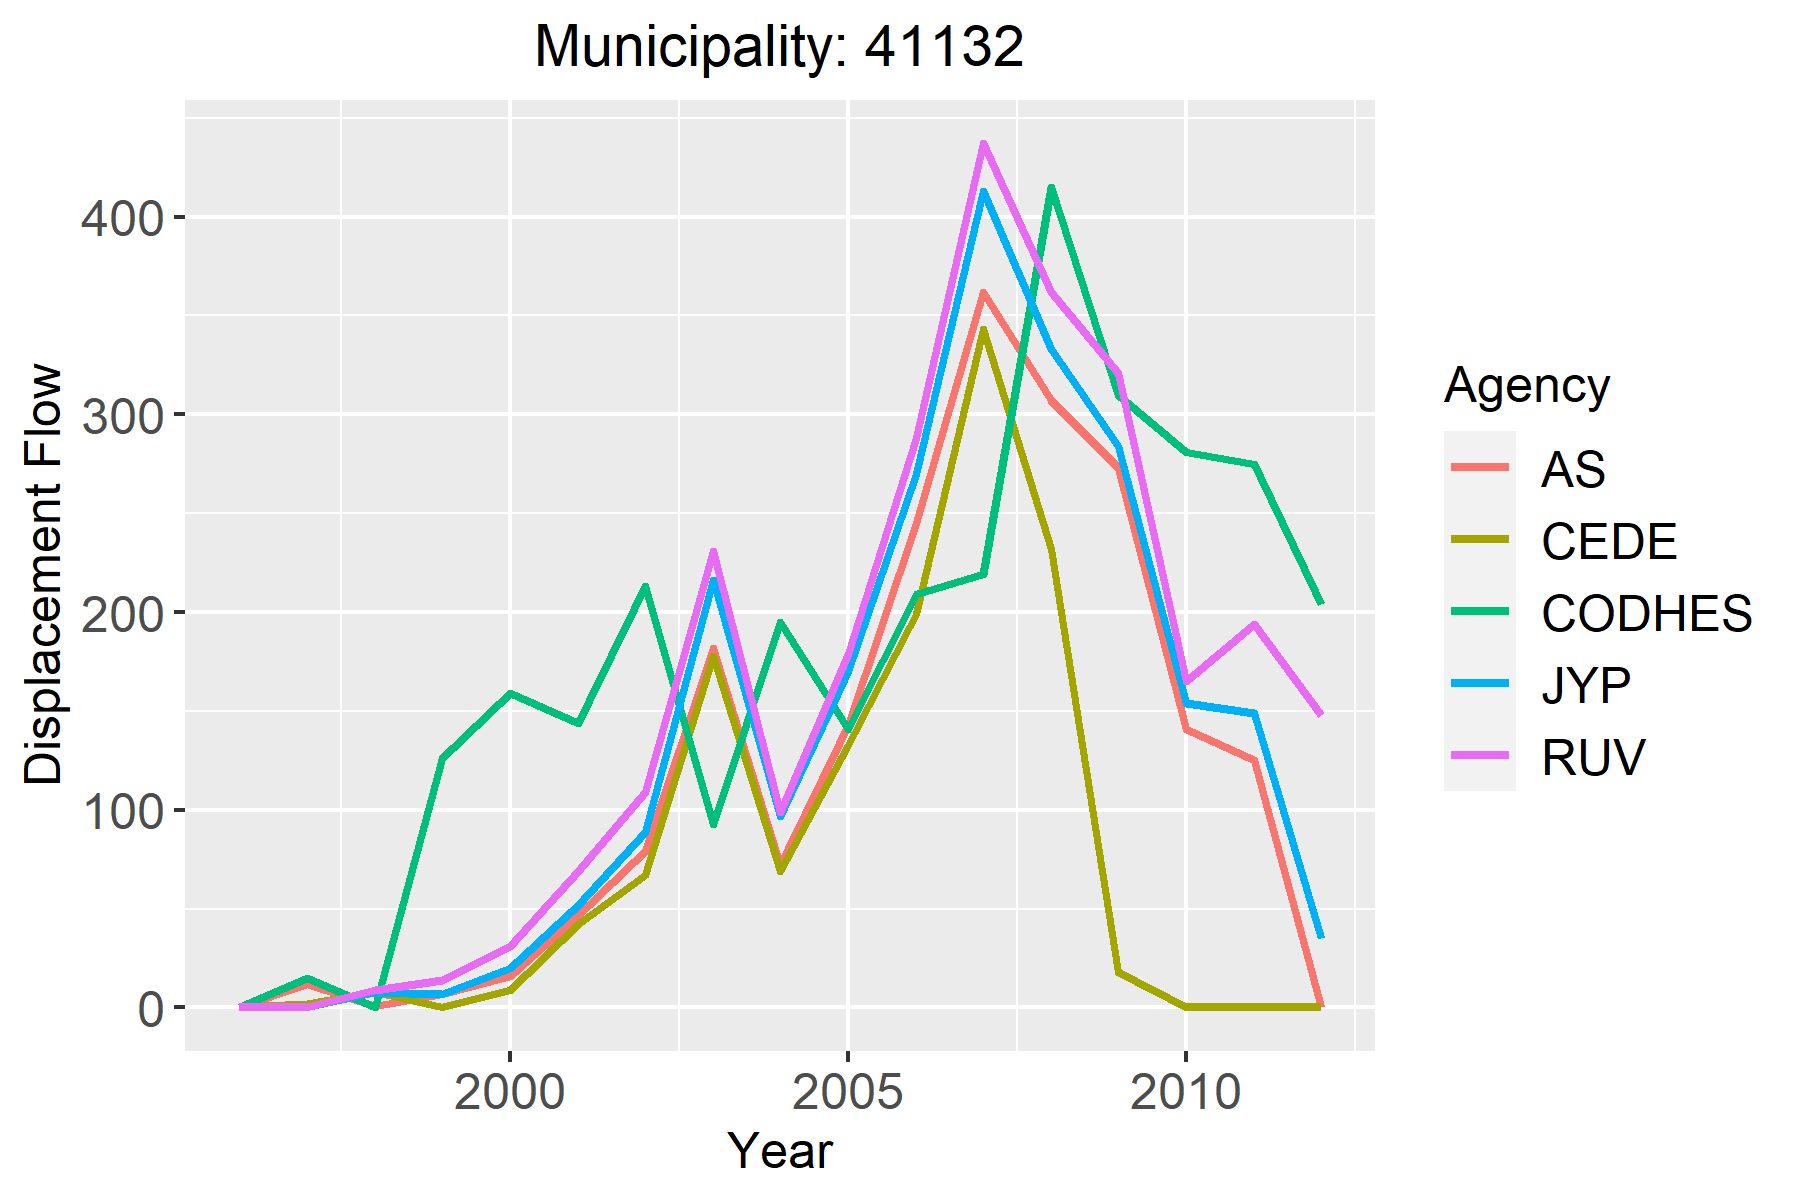 Municipality: 41132
Displacement Flow
400
300
200
100
0
2000 2005 2010
Year
Agency
AS
CEDE
CODHES
JYP
RUV